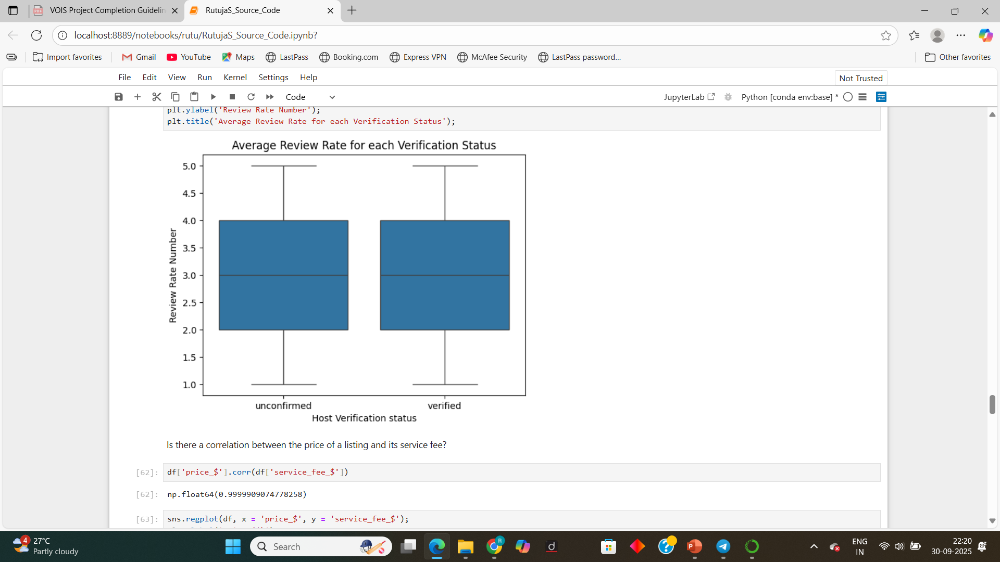 VOIS Project Completion Guidelin
RutujaS_Source_Code
localhost:8889/notebooks/rutu/RutujaS_Source_Code.ipynb?
Import favorites
Gmail
YouTube
Maps
LastPass
Booking.com
Express VPN
McAfee Security
LastPass password...
Other favorites
File Edit View Run Kernel Settings Help
Not Trusted
Code
JupyterLab
Python [conda env:base] *
plt.ylabel('Review Rate Number');
plt.title('Average Review Rate for each Verification Status');
Average Review Rate for each Verification Status
5.0
4.5
4.0
3.5
3.0
2.5
2.0
1.5
1.0
Review Rate Number
unconfirmed
verified
Host Verification status
Is there a correlation between the price of a listing and its service fee?
[62]: df['price_$'].corr(df['service_fee_$'])
[62]: np.float64(0.9999909074778258)
[63]: sns.regplot(df, x = 'price_$', y = 'service_fee_$');
4
27°C
Partly cloudy
Search
R
d
P
ENG
IN
22:20
30-09-2025